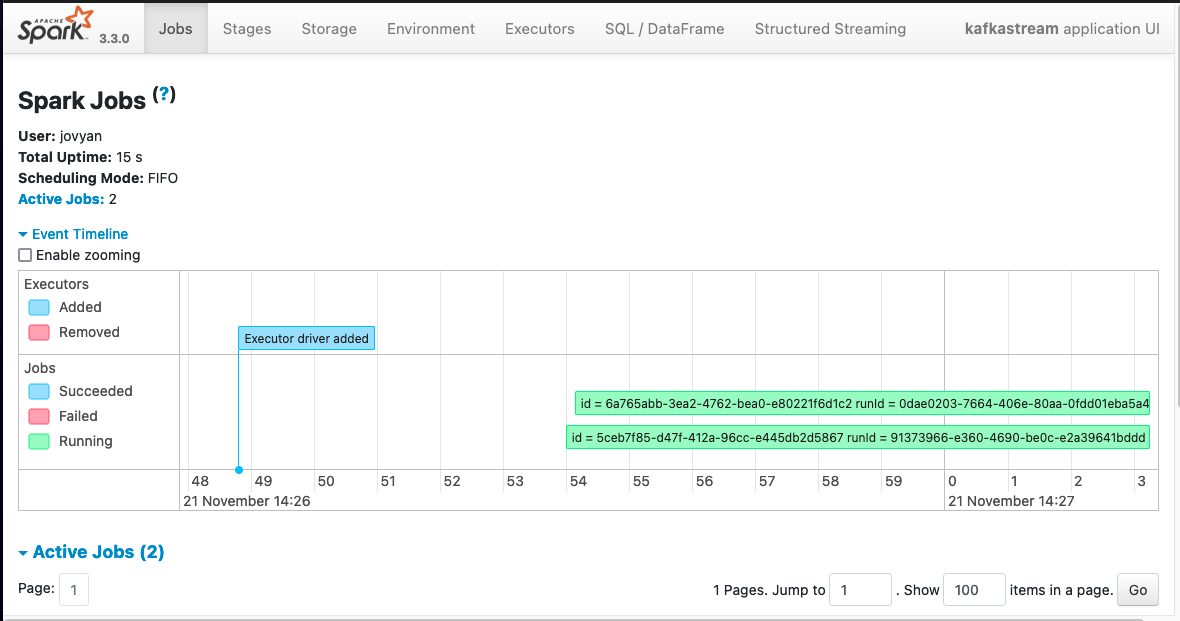 APACHE
Spark 3.3.0 Jobs Stages Storage Environment Executors SQL / DataFrame Structured Streaming kafkastream application UI
Spark Jobs (?)
User: jovyan
Total Uptime: 15 s
Scheduling Mode: FIFO
Active Jobs: 2
Event Timeline
Enable zooming
Executors
Added
Removed
Executor driver added
Jobs
Succeeded
Failed
Running
id = 6a765abb-3ea2-4762-bea0-e80221f6d1c2 runId = 0dae0203-7664-406e-80aa-0fdd01eba5a4
id = 5ceb7f85-d47f-412a-96cc-e445db2d5867 runId = 91373966-e360-4690-be0c-e2a39641bddd
48 49 50 51 52 53 54 55 56 57 58 59 0 1 2 3
21 November 14:26 21 November 14:27
Active Jobs (2)
Page: 1 1 Pages. Jump to 1 . Show 100 items in a page. Go